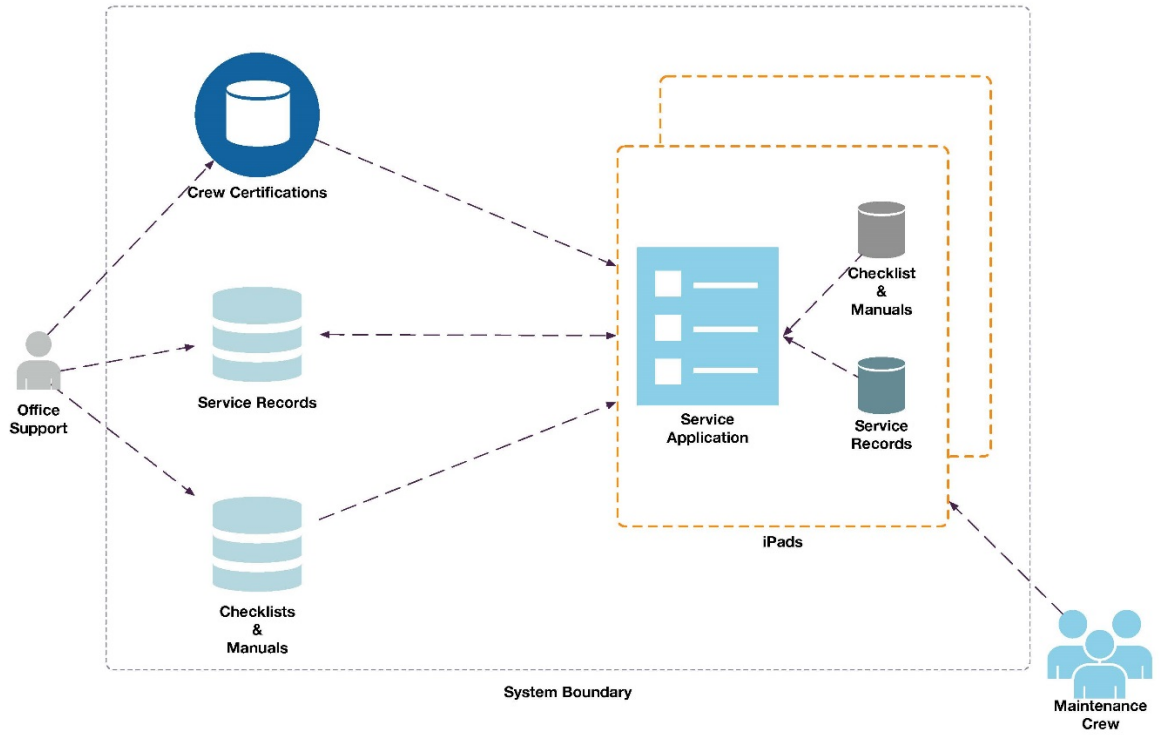 Crew Certifications
Office
Support
Service Records
Checklists
&
Manuals
Service
Application
Checklist
&
Manuals
Service
Records
iPads
System Boundary
Maintenance
Crew